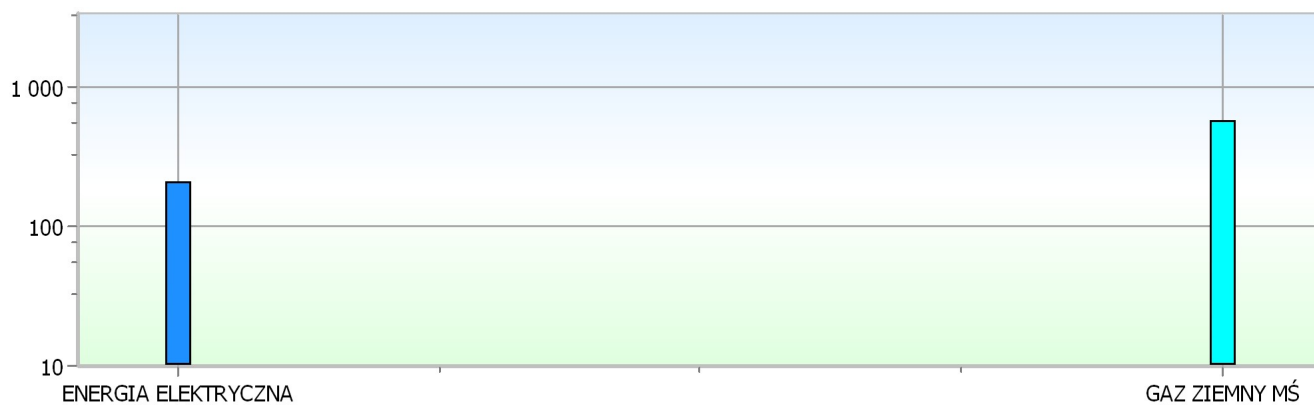 1 000
100
10
ENERGIA ELEKTRYCZNA
GAZ ZIEMNY MŚ